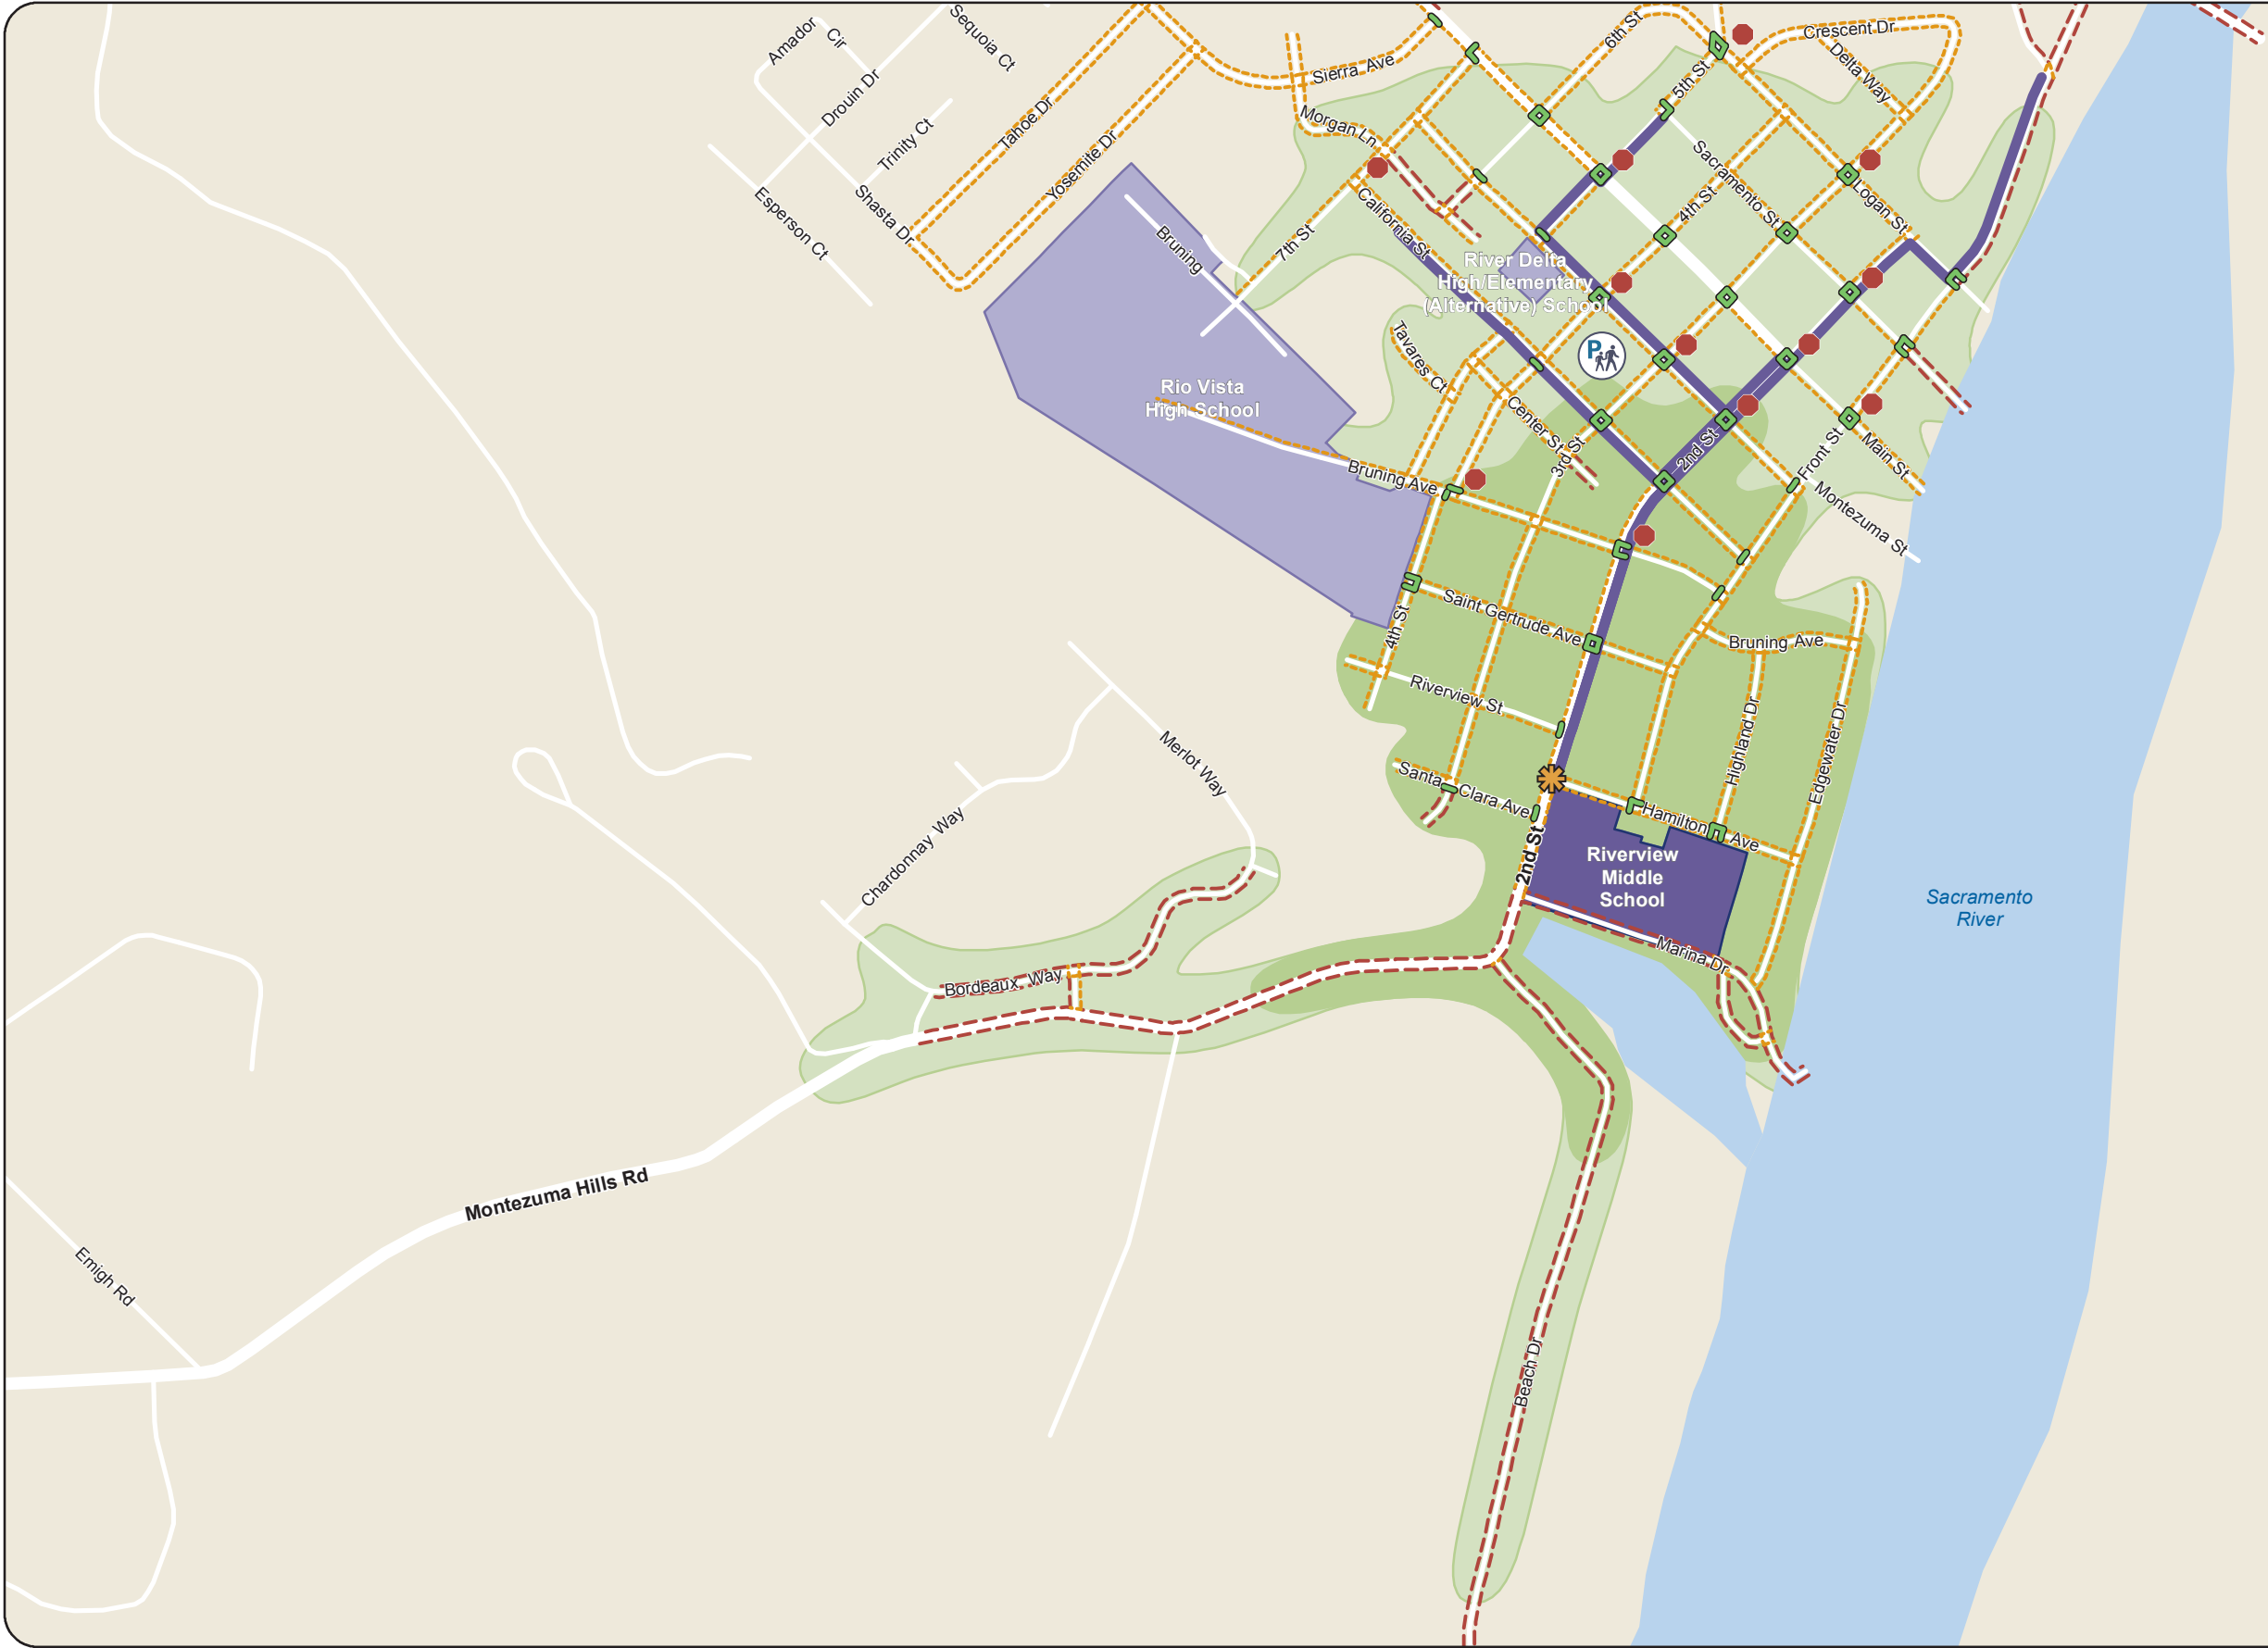 Amador
Cir
Sequoia Ct
Drouin Dr
Trinity Ct
Esperson Ct
Shasta Dr
Tahoe Dr
Yosemite Dr
Sierra Ave
Morgan Ln
6th St
5th St
Crescent Dr
Delta Way
Sacramento St
Logan St
4th St
California St
7th St
Bruning
River Delta
High/Elementary
(Alternative) School
P
Tavares Ct
Center St
3rd St
2nd St
Front St
Main St
Montezuma St
Rio Vista
High School
Bruning Ave
Saint Gertrude Ave
4th St
Bruning Ave
Riverview St
Highland Dr
Edgewater Dr
Santa Clara Ave
Hamilton Ave
2nd St
Riverview
Middle
School
Marina Dr
Sacramento
River
Merlot Way
Chardonnay Way
Bordeaux Way
Montezuma Hills Rd
Emigh Rd
Beach Dr